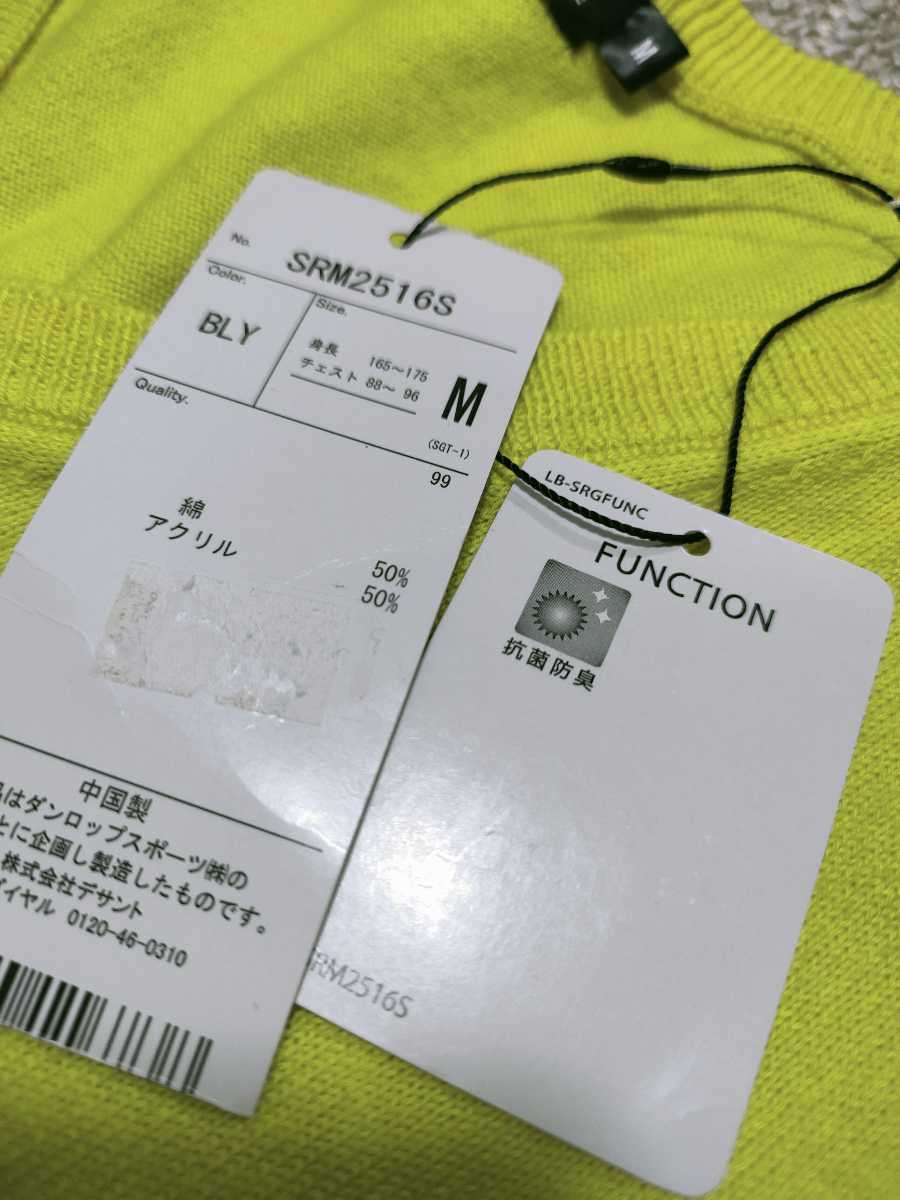 M
No.
SRM2516S
Color.
BLY
Size.
身長 165～175
チェスト 88～ 96
M
(SGT-1)
99
Quality.
綿 50%
アクリル 50%
中国製
品はダンロップスポーツ㈱の
とに企画し製造したものです。
株式会社デサント
ダイヤル 0120-46-0310
LB-SRGFUNC
FUNCTION
抗菌防臭
SRM2516S